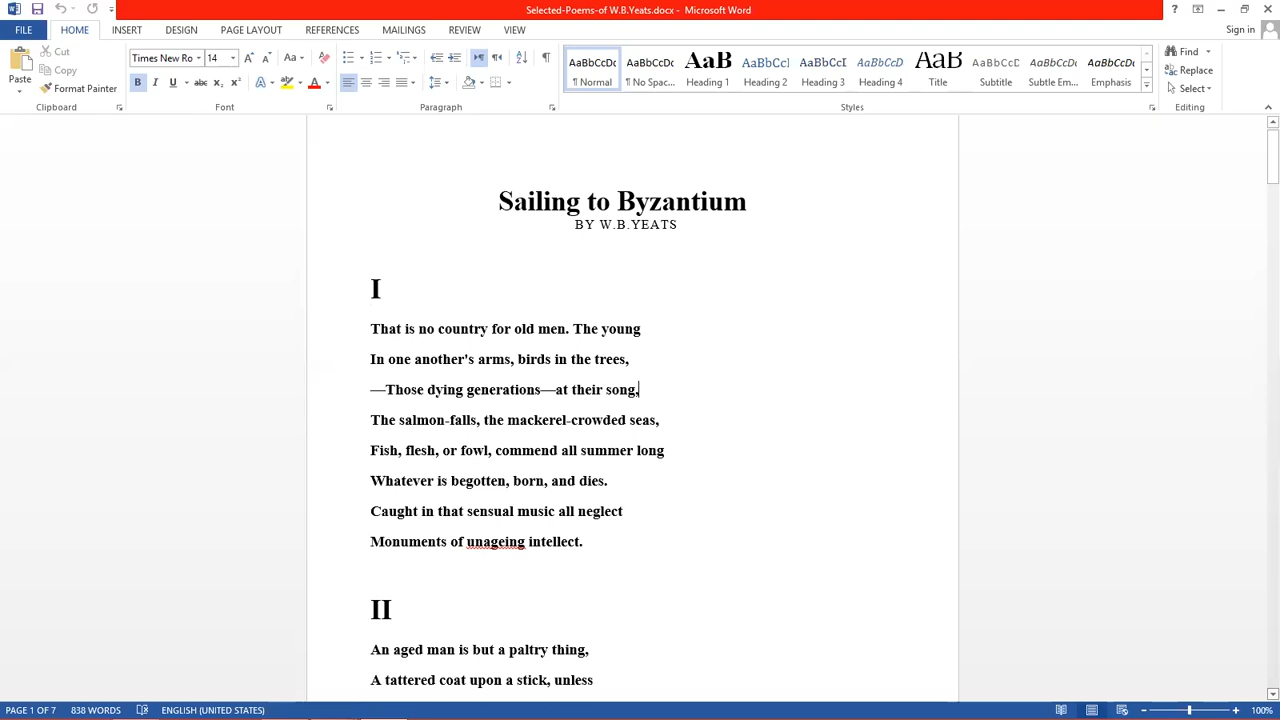 Selected-Poems-of W.B.Yeats.docx - Microsoft Word
?
FILE HOME INSERT DESIGN PAGE LAYOUT REFERENCES MAILINGS REVIEW VIEW Sign in
Paste
Cut
Copy
Format Painter
Clipboard
Times New Ro 14
Font
Paragraph
AaBbCcDc AaBbCcDc AaB AaBbCcI AaBbCcI AaBbCcD AaBbC AaBbCcD AaBbCcDc AaBbCcDc
¶ Normal ¶ No Spac... Heading 1 Heading 2 Heading 3 Heading 4 Title Subtitle Subtle Em... Emphasis
Styles
Find
Replace
Select
Editing
Sailing to Byzantium
BY W.B.YEATS
I
That is no country for old men. The young
In one another's arms, birds in the trees,
—Those dying generations—at their song,
The salmon-falls, the mackerel-crowded seas,
Fish, flesh, or fowl, commend all summer long
Whatever is begotten, born, and dies.
Caught in that sensual music all neglect
Monuments of unageing intellect.
II
An aged man is but a paltry thing,
A tattered coat upon a stick, unless
PAGE 1 OF 7 838 WORDS ENGLISH (UNITED STATES) 100%